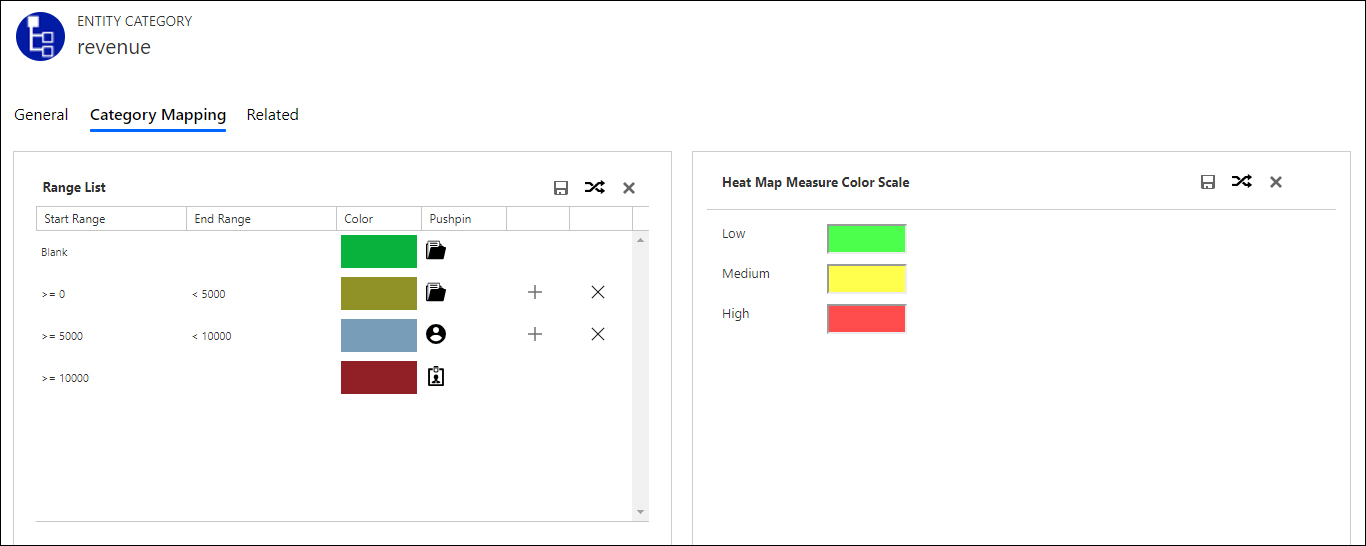 ENTITY CATEGORY
revenue
General Category Mapping Related
Range List
Start Range End Range Color Pushpin
Blank
>= 0 < 5000
>= 5000 < 10000
>= 10000
Heat Map Measure Color Scale
Low
Medium
High